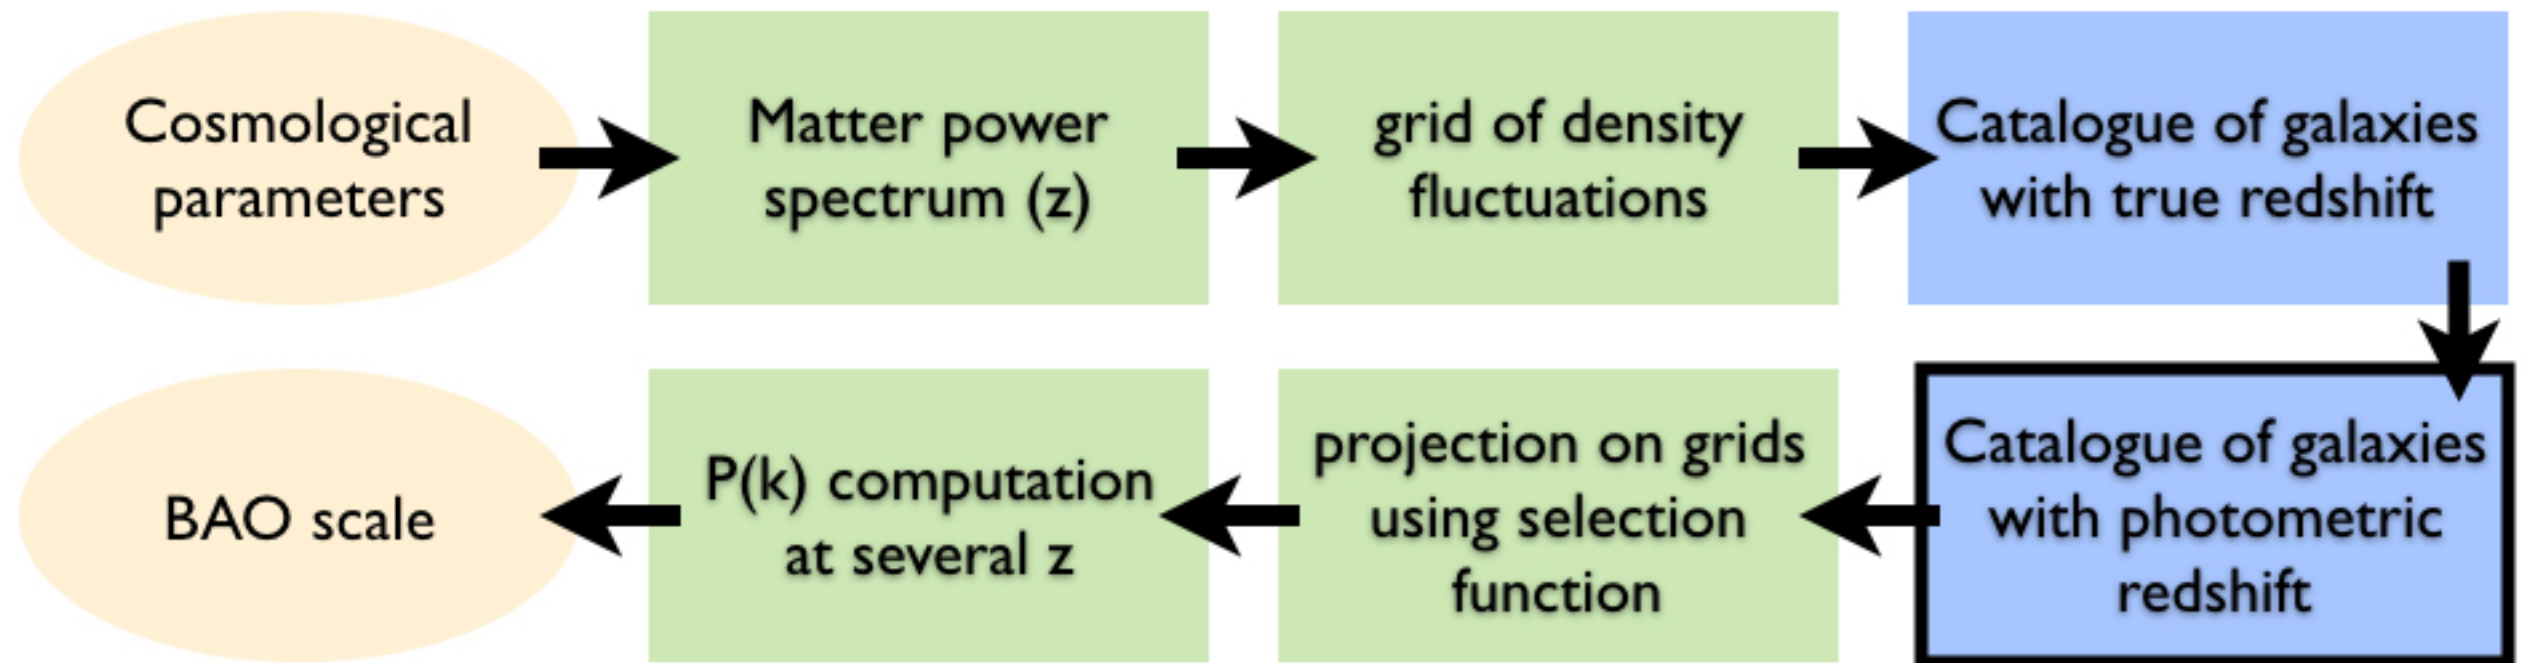 Cosmological
parameters
Matter power
spectrum (z)
grid of density
fluctuations
Catalogue of galaxies
with true redshift
Catalogue of galaxies
with photometric
redshift
projection on grids
using selection
function
P(k) computation
at several z
BAO scale